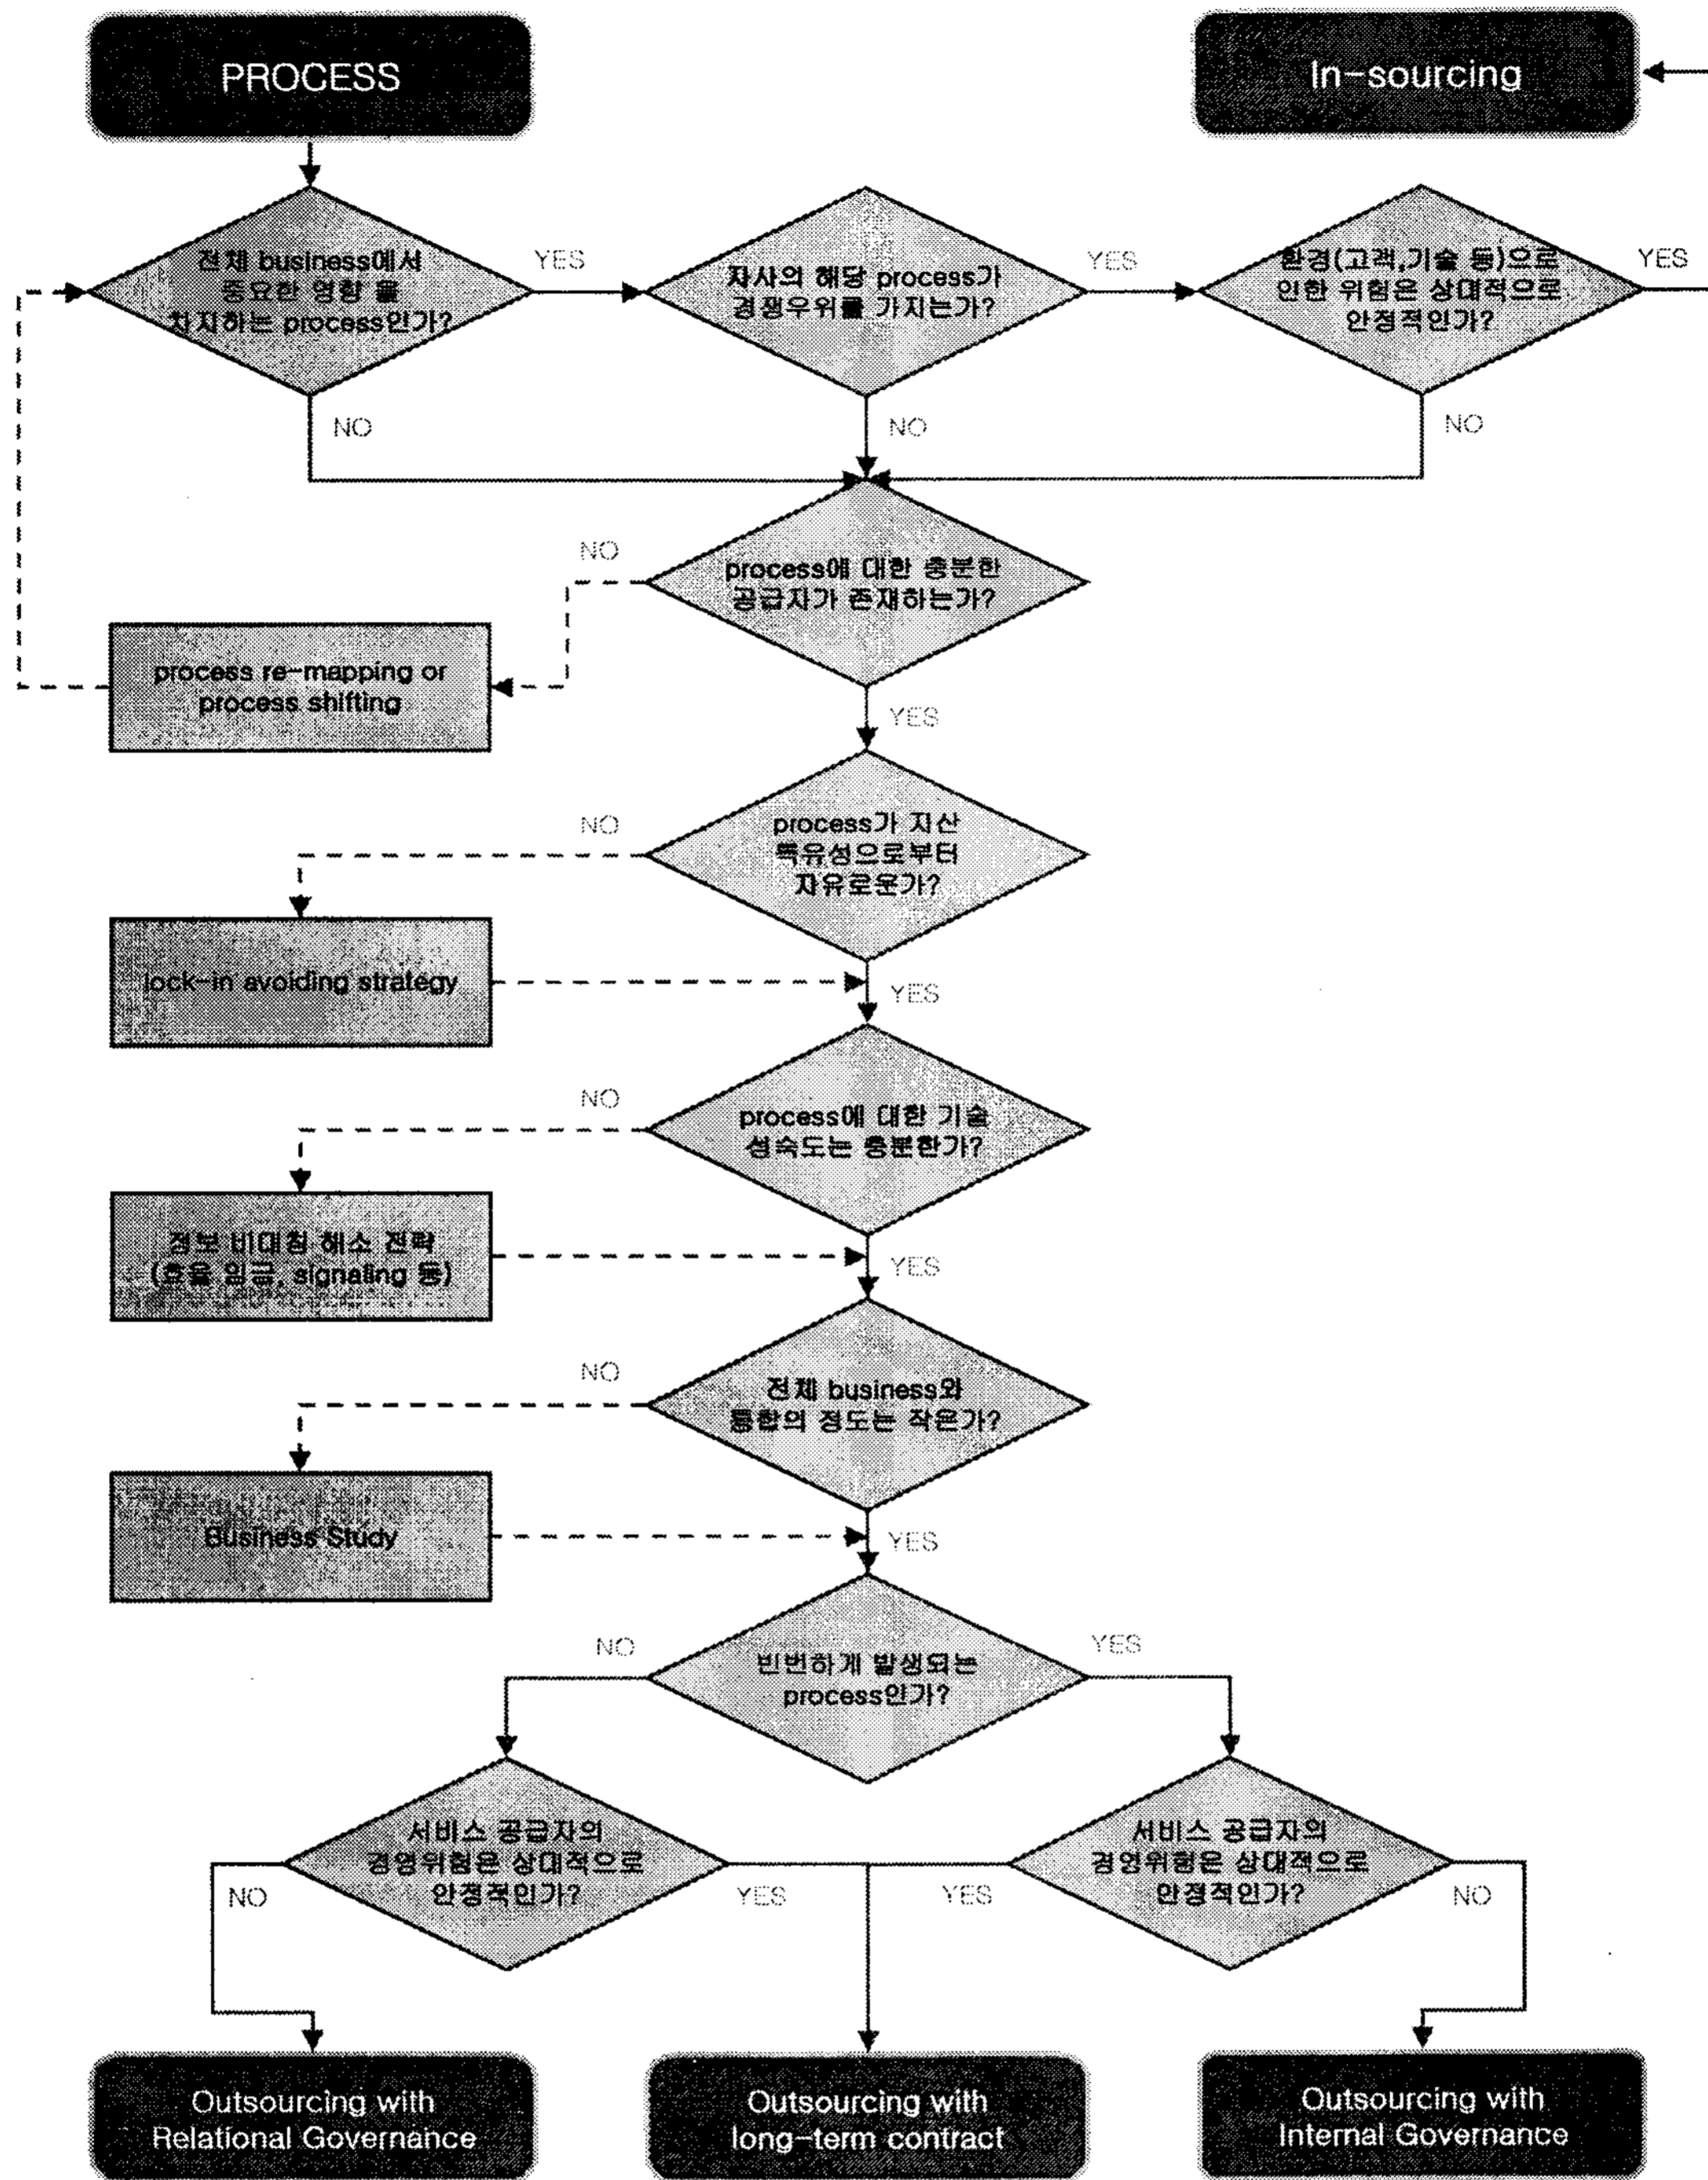 PROCESS
In-sourcing
전체 business에서
중요한 영향 을
차지하는 process인가?
YES
자사의 해당 process가
경쟁우위를 가지는가?
YES
환경(고객,기술 등)으로
인한 위험은 상대적으로
안정적인가?
YES
NO
NO
NO
NO
process에 대한 충분한
공급자가 존재하는가?
process re-mapping or
process shifting
YES
NO
process가 자산
특유성으로부터
자유로운가?
lock-in avoiding strategy
YES
NO
process에 대한 기술
성숙도는 충분한가?
정보 비대칭 해소 전략
(효율 임금, signaling 등)
YES
NO
전체 business와
통합의 정도는 작은가?
Business Study
YES
NO
YES
빈번하게 발생되는
process인가?
서비스 공급자의
경영위험은 상대적으로
안정적인가?
서비스 공급자의
경영위험은 상대적으로
안정적인가?
NO
YES
YES
NO
Outsourcing with
Relational Governance
Outsourcing with
long-term contract
Outsourcing with
Internal Governance